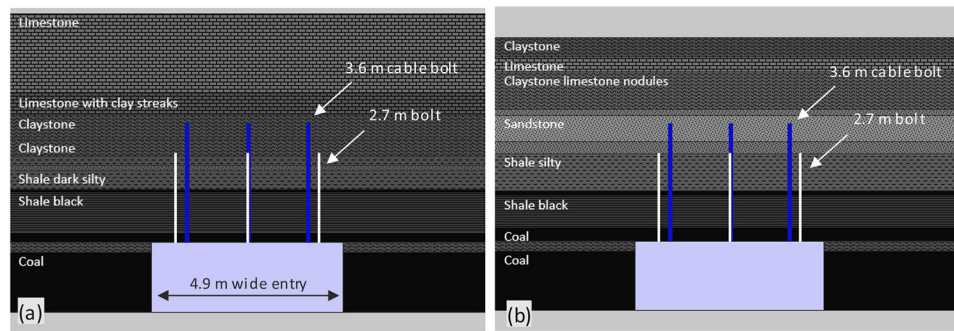 Limestone
3.6 m cable bolt
Limestone with clay streaks
2.7 m bolt
Claystone
Claystone
Shale dark silty
Shale black
Coal
4.9 m wide entry
(a)
Claystone
Limestone
Claystone limestone nodules
3.6 m cable bolt
Sandstone
2.7 m bolt
Shale silty
Shale black
Coal
Coal
(b)